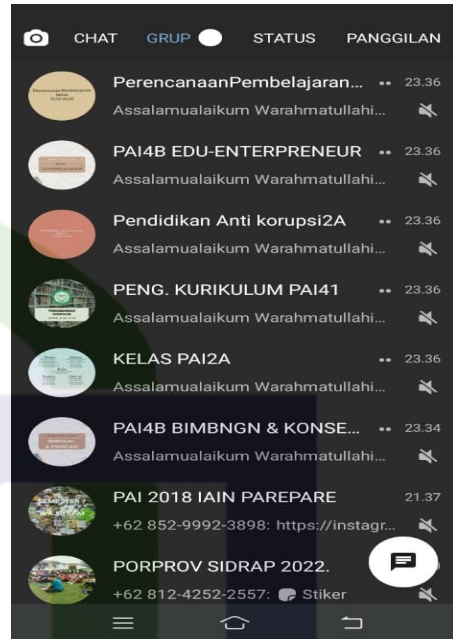 CHAT GRUP STATUS PANGGILAN
PerencanaanPembelajaran... •• 23.36
Assalamualaikum Warahmatullahi...
PAI4B EDU-ENTERPRENEUR •• 23.36
Assalamualaikum Warahmatullahi...
Pendidikan Anti korupsi2A •• 23.36
Assalamualaikum Warahmatullahi...
PENG. KURIKULUM PAI41 •• 23.36
Assalamualaikum Warahmatullahi...
KELAS PAI2A •• 23.36
Assalamualaikum Warahmatullahi...
PAI4B BIMBNGN & KONSE... •• 23.34
Assalamualaikum Warahmatullahi...
PAI 2018 IAIN PAREPARE 21.37
+62 852-9992-3898: https://instagr...
PORPROV SIDRAP 2022.
+62 812-4252-2557: Stiker